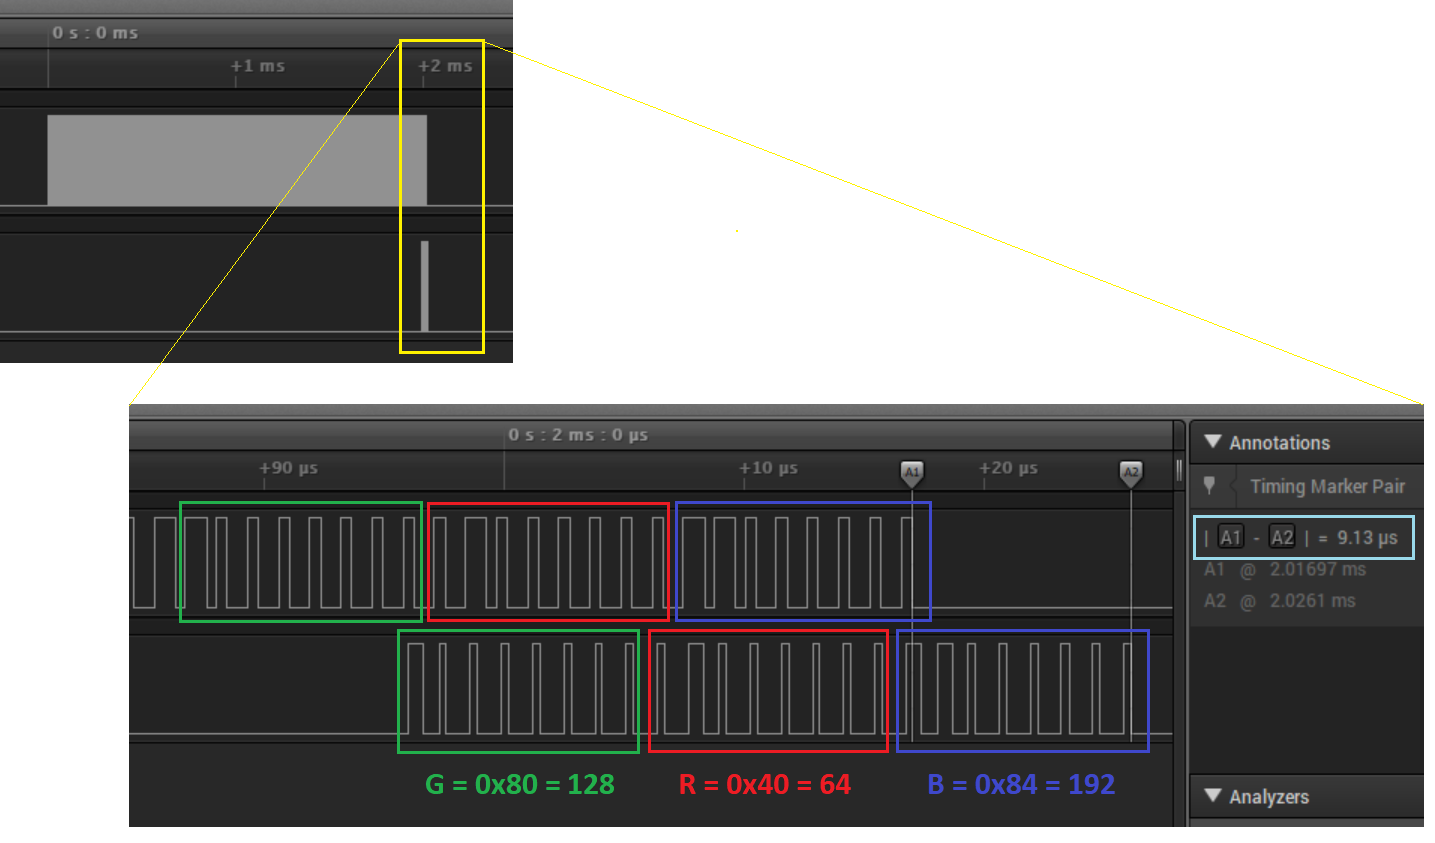 0 s : 0 ms
+1 ms
+2 ms
0 s : 2 ms : 0 µs
+90 µs
+10 µs
A1
+20 µs
A2
Annotations
Timing Marker Pair
| A1 - A2 | = 9.13 µs
A1 @ 2.01697 ms
A2 @ 2.0261 ms
G = 0x80 = 128
R = 0x40 = 64
B = 0x84 = 192
Analyzers